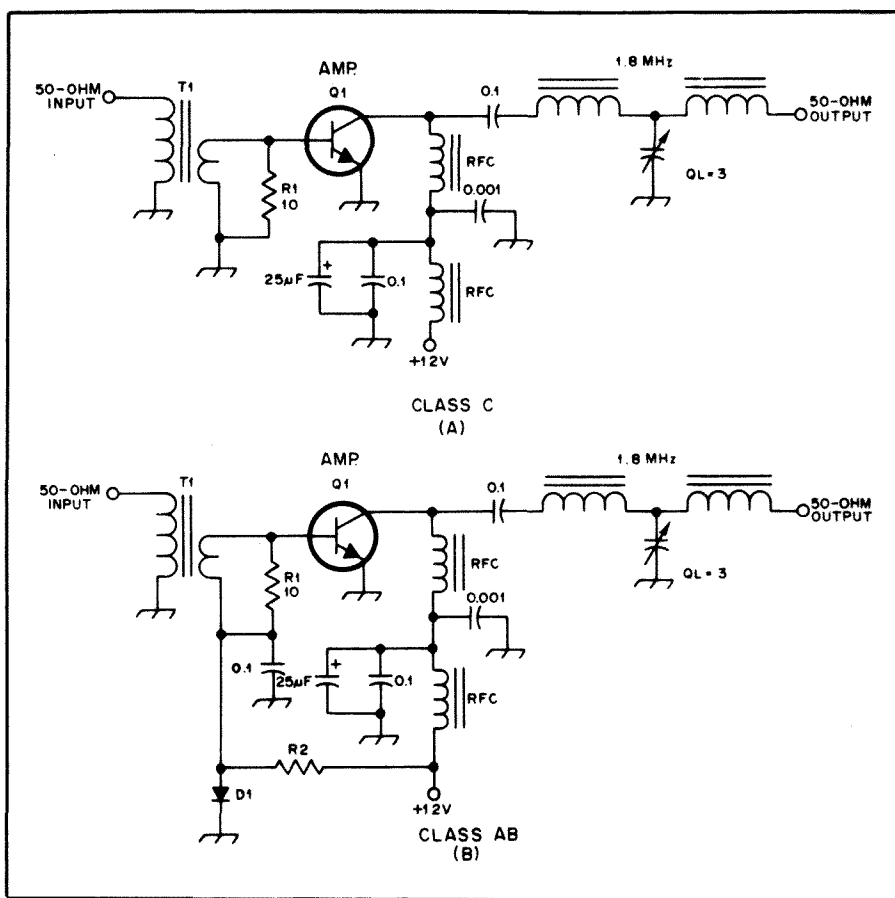 AMP.
Q1
1.8 MHz
50-OHM
INPUT
T1
0.1
50-OHM
OUTPUT
R1
10
RFC
QL = 3
0.001
25µF
+
0.1
RFC
+12V
CLASS C
(A)
AMP.
Q1
1.8 MHz
50-OHM
INPUT
T1
0.1
50-OHM
OUTPUT
R1
10
RFC
QL = 3
0.001
0.1
25µF
+
0.1
RFC
R2
D1
+12V
CLASS AB
(B)